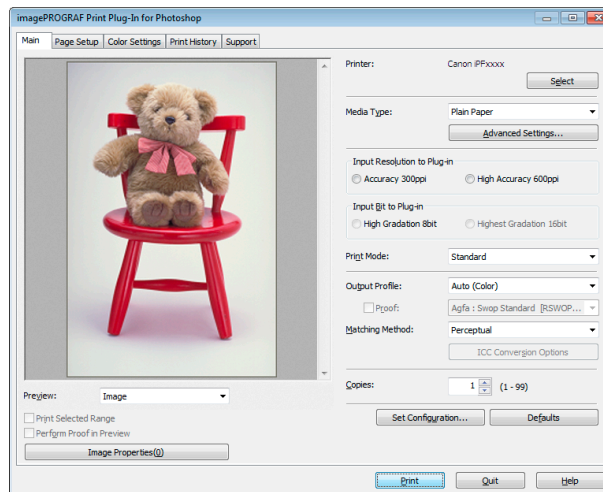 imagePROGRAF Print Plug-In for Photoshop
Main Page Setup Color Settings Print History Support
Printer: Canon iPFxxxx
Select
Media Type: Plain Paper
Advanced Settings...
Input Resolution to Plug-in
Accuracy 300ppi High Accuracy 600ppi
Input Bit to Plug-in
High Gradation 8bit Highest Gradation 16bit
Print Mode: Standard
Output Profile: Auto (Color)
Proof: Agfa : Swop Standard [RSWOP...
Matching Method: Perceptual
ICC Conversion Options
Copies: 1 (1 - 99)
Preview: Image
Print Selected Range
Perform Proof in Preview
Image Properties(0)
Set Configuration... Defaults
Print Quit Help